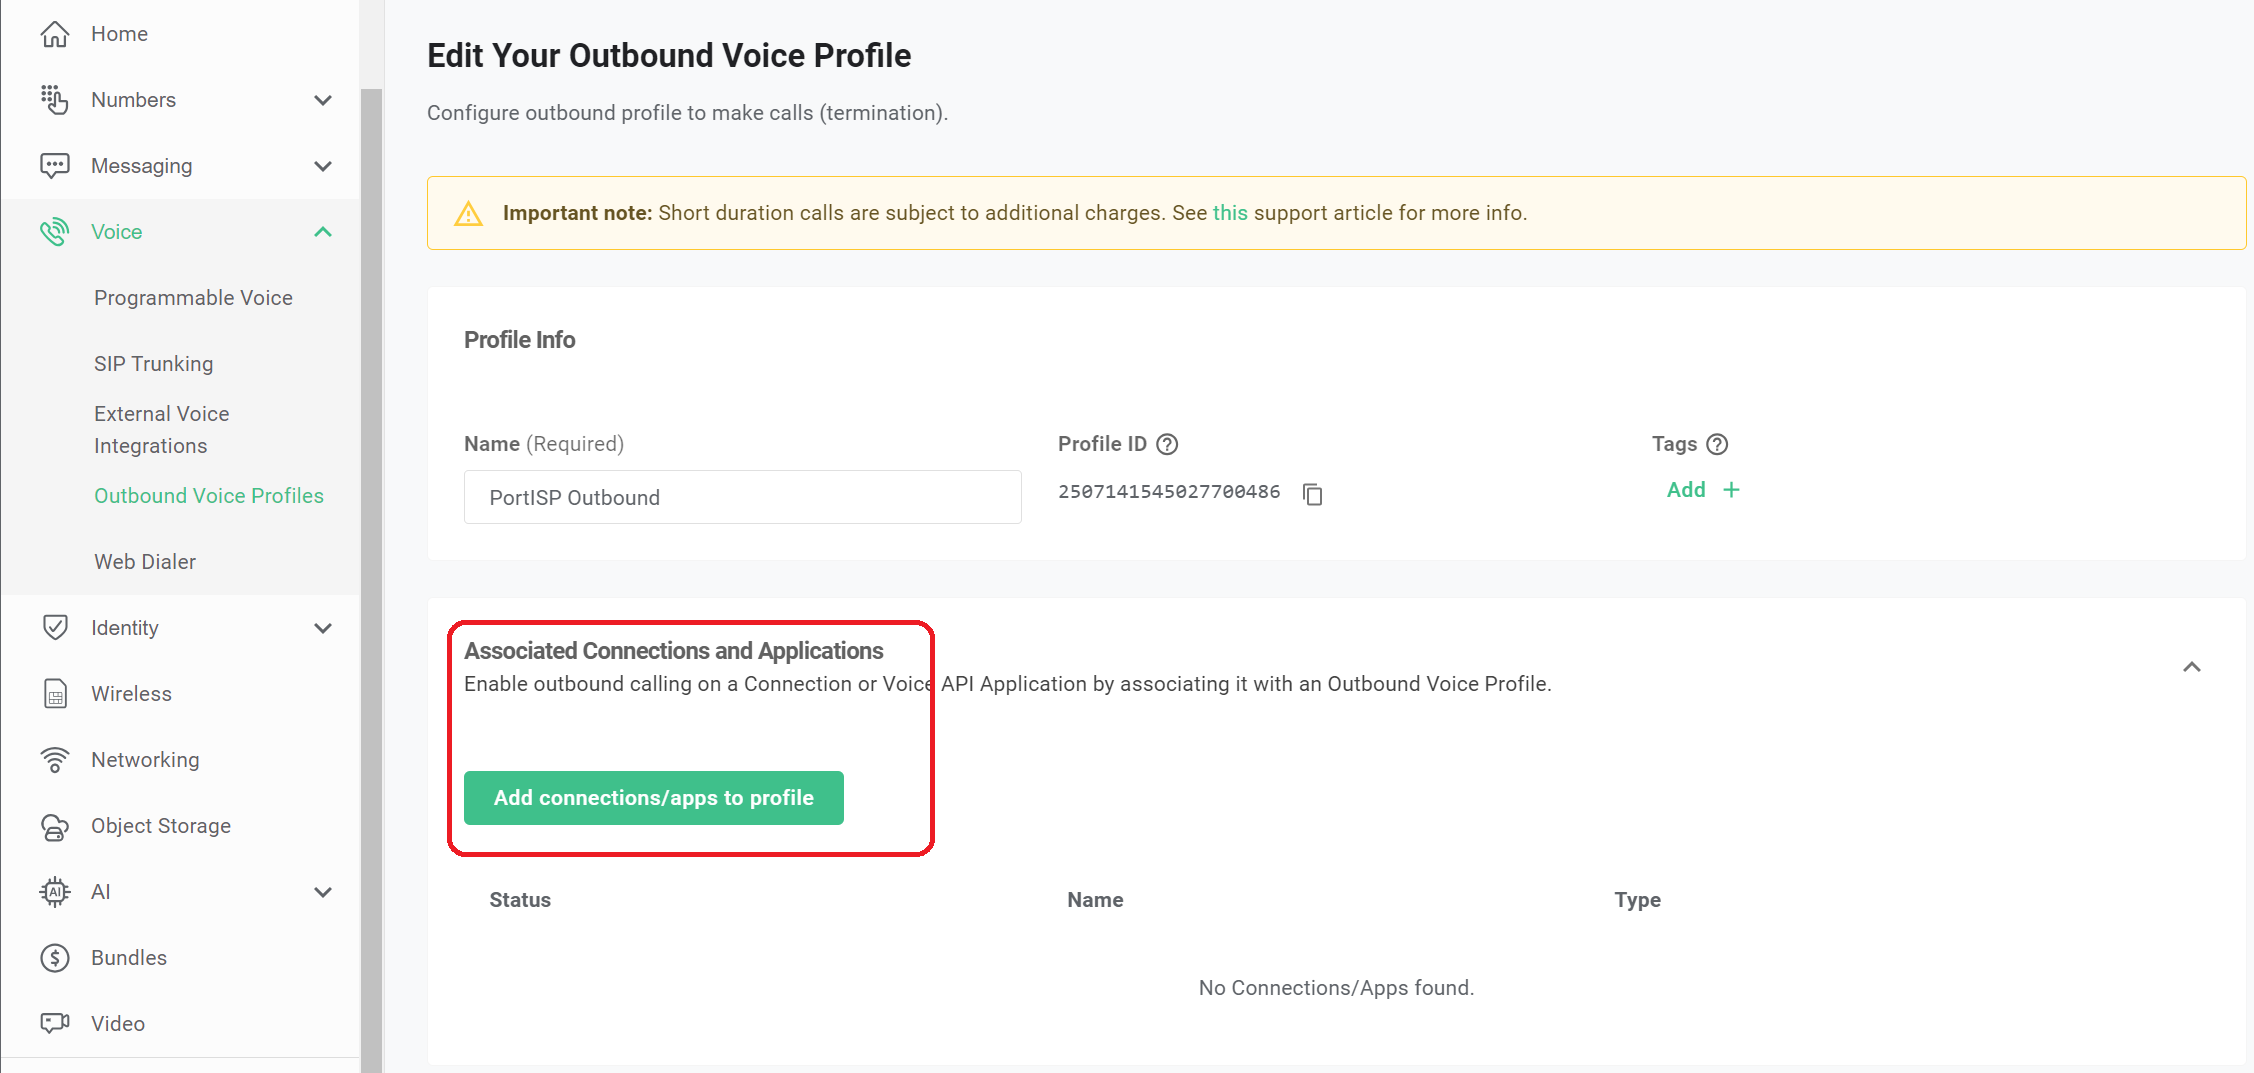 Home
Numbers
Messaging
Voice
Programmable Voice
SIP Trunking
External Voice
Integrations
Outbound Voice Profiles
Web Dialer
Identity
Wireless
Networking
Object Storage
AI
AI
Bundles
$
Video
Edit Your Outbound Voice Profile
Configure outbound profile to make calls (termination).
Important note: Short duration calls are subject to additional charges. See this support article for more info.
Profile Info
Name (Required)
PortISP Outbound
Profile ID ?
2507141545027700486
Tags ?
Add +
Associated Connections and Applications
Enable outbound calling on a Connection or Voice API Application by associating it with an Outbound Voice Profile.
Add connections/apps to profile
Status Name Type
No Connections/Apps found.